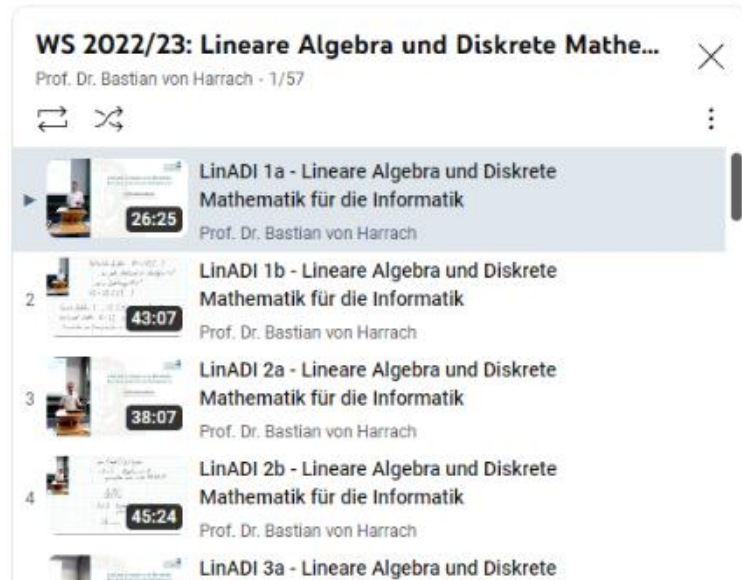 WS 2022/23: Lineare Algebra und Diskrete Mathe...
Prof. Dr. Bastian von Harrach - 1/57
LinADI 1a - Lineare Algebra und Diskrete
Mathematik für die Informatik
26:25
Prof. Dr. Bastian von Harrach
LinADI 1b - Lineare Algebra und Diskrete
2
Mathematik für die Informatik
43:07
Prof. Dr. Bastian von Harrach
LinADI 2a - Lineare Algebra und Diskrete
3
Mathematik für die Informatik
38:07
Prof. Dr. Bastian von Harrach
LinADI 2b - Lineare Algebra und Diskrete
4
Mathematik für die Informatik
45:24
Prof. Dr. Bastian von Harrach
LinADI 3a - Lineare Algebra und Diskrete